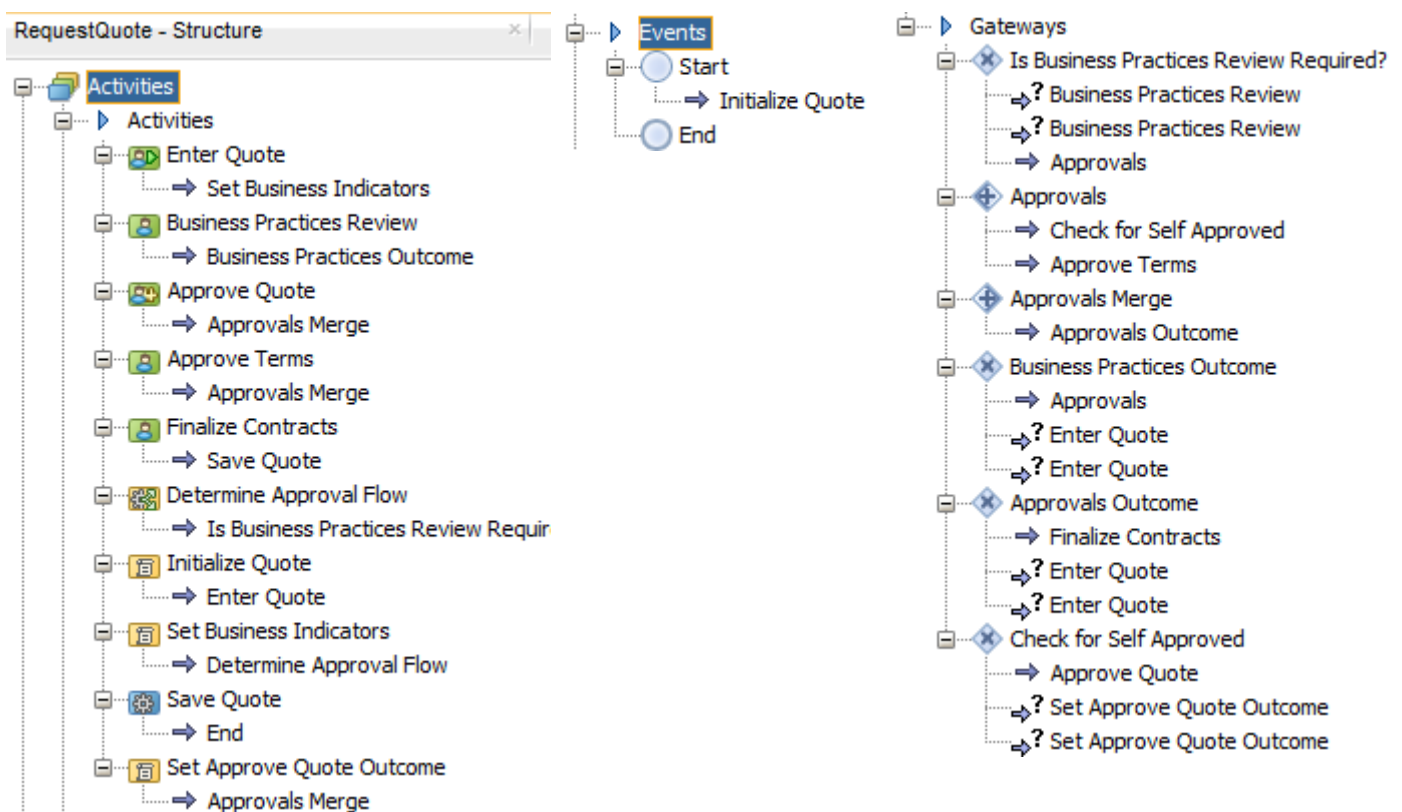 RequestQuote - Structure
Activities
Activities
Enter Quote
Set Business Indicators
Business Practices Review
Business Practices Outcome
Approve Quote
Approvals Merge
Approve Terms
Approvals Merge
Finalize Contracts
Save Quote
Determine Approval Flow
Is Business Practices Review Requir
Initialize Quote
Enter Quote
Set Business Indicators
Determine Approval Flow
Save Quote
End
Set Approve Quote Outcome
Approvals Merge
Events
Start
Initialize Quote
End
Gateways
Is Business Practices Review Required?
? Business Practices Review
? Business Practices Review
Approvals
Approvals
Check for Self Approved
Approve Terms
Approvals Merge
Approvals Outcome
Business Practices Outcome
Approvals
? Enter Quote
? Enter Quote
Approvals Outcome
Finalize Contracts
? Enter Quote
? Enter Quote
Check for Self Approved
Approve Quote
? Set Approve Quote Outcome
? Set Approve Quote Outcome